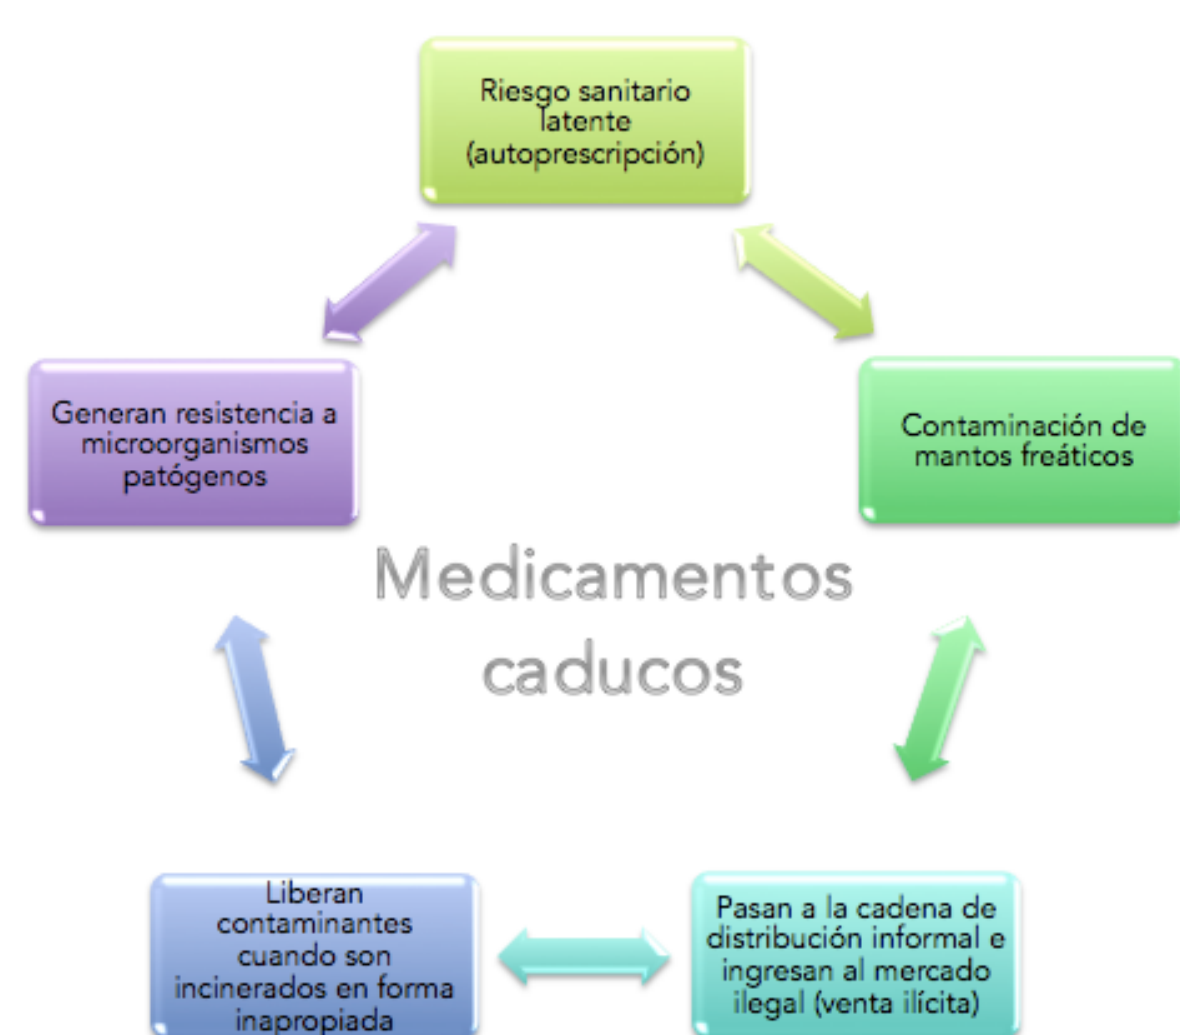 Riesgo sanitario
latente
(autoprescripción)
Generan resistencia a
microorganismos
patógenos
Contaminación de
mantos freáticos
Medicamentos
caducos
Liberan
contaminantes
cuando son
incinerados en forma
inapropiada
Pasan a la cadena de
distribución informal e
ingresan al mercado
ilegal (venta ilícita)